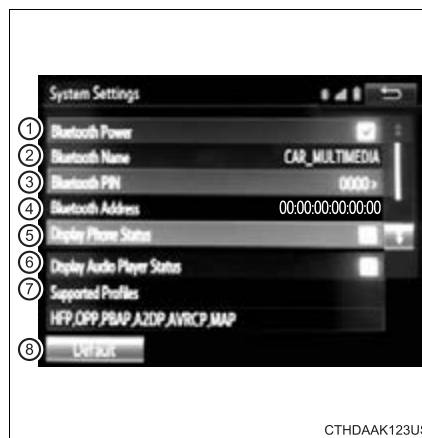 System Settings
1 Bluetooth Power
2 Bluetooth Name CAR_MULTIMEDIA
3 Bluetooth PIN 0000 >
4 Bluetooth Address 00:00:00:00:00:00
5 Display Phone Status
6 Display Audio Player Status
7 Supported Profiles
HFP,OPP,PBAP,A2DP,AVRCP,MAP
8 Default
CTHDAAK123US